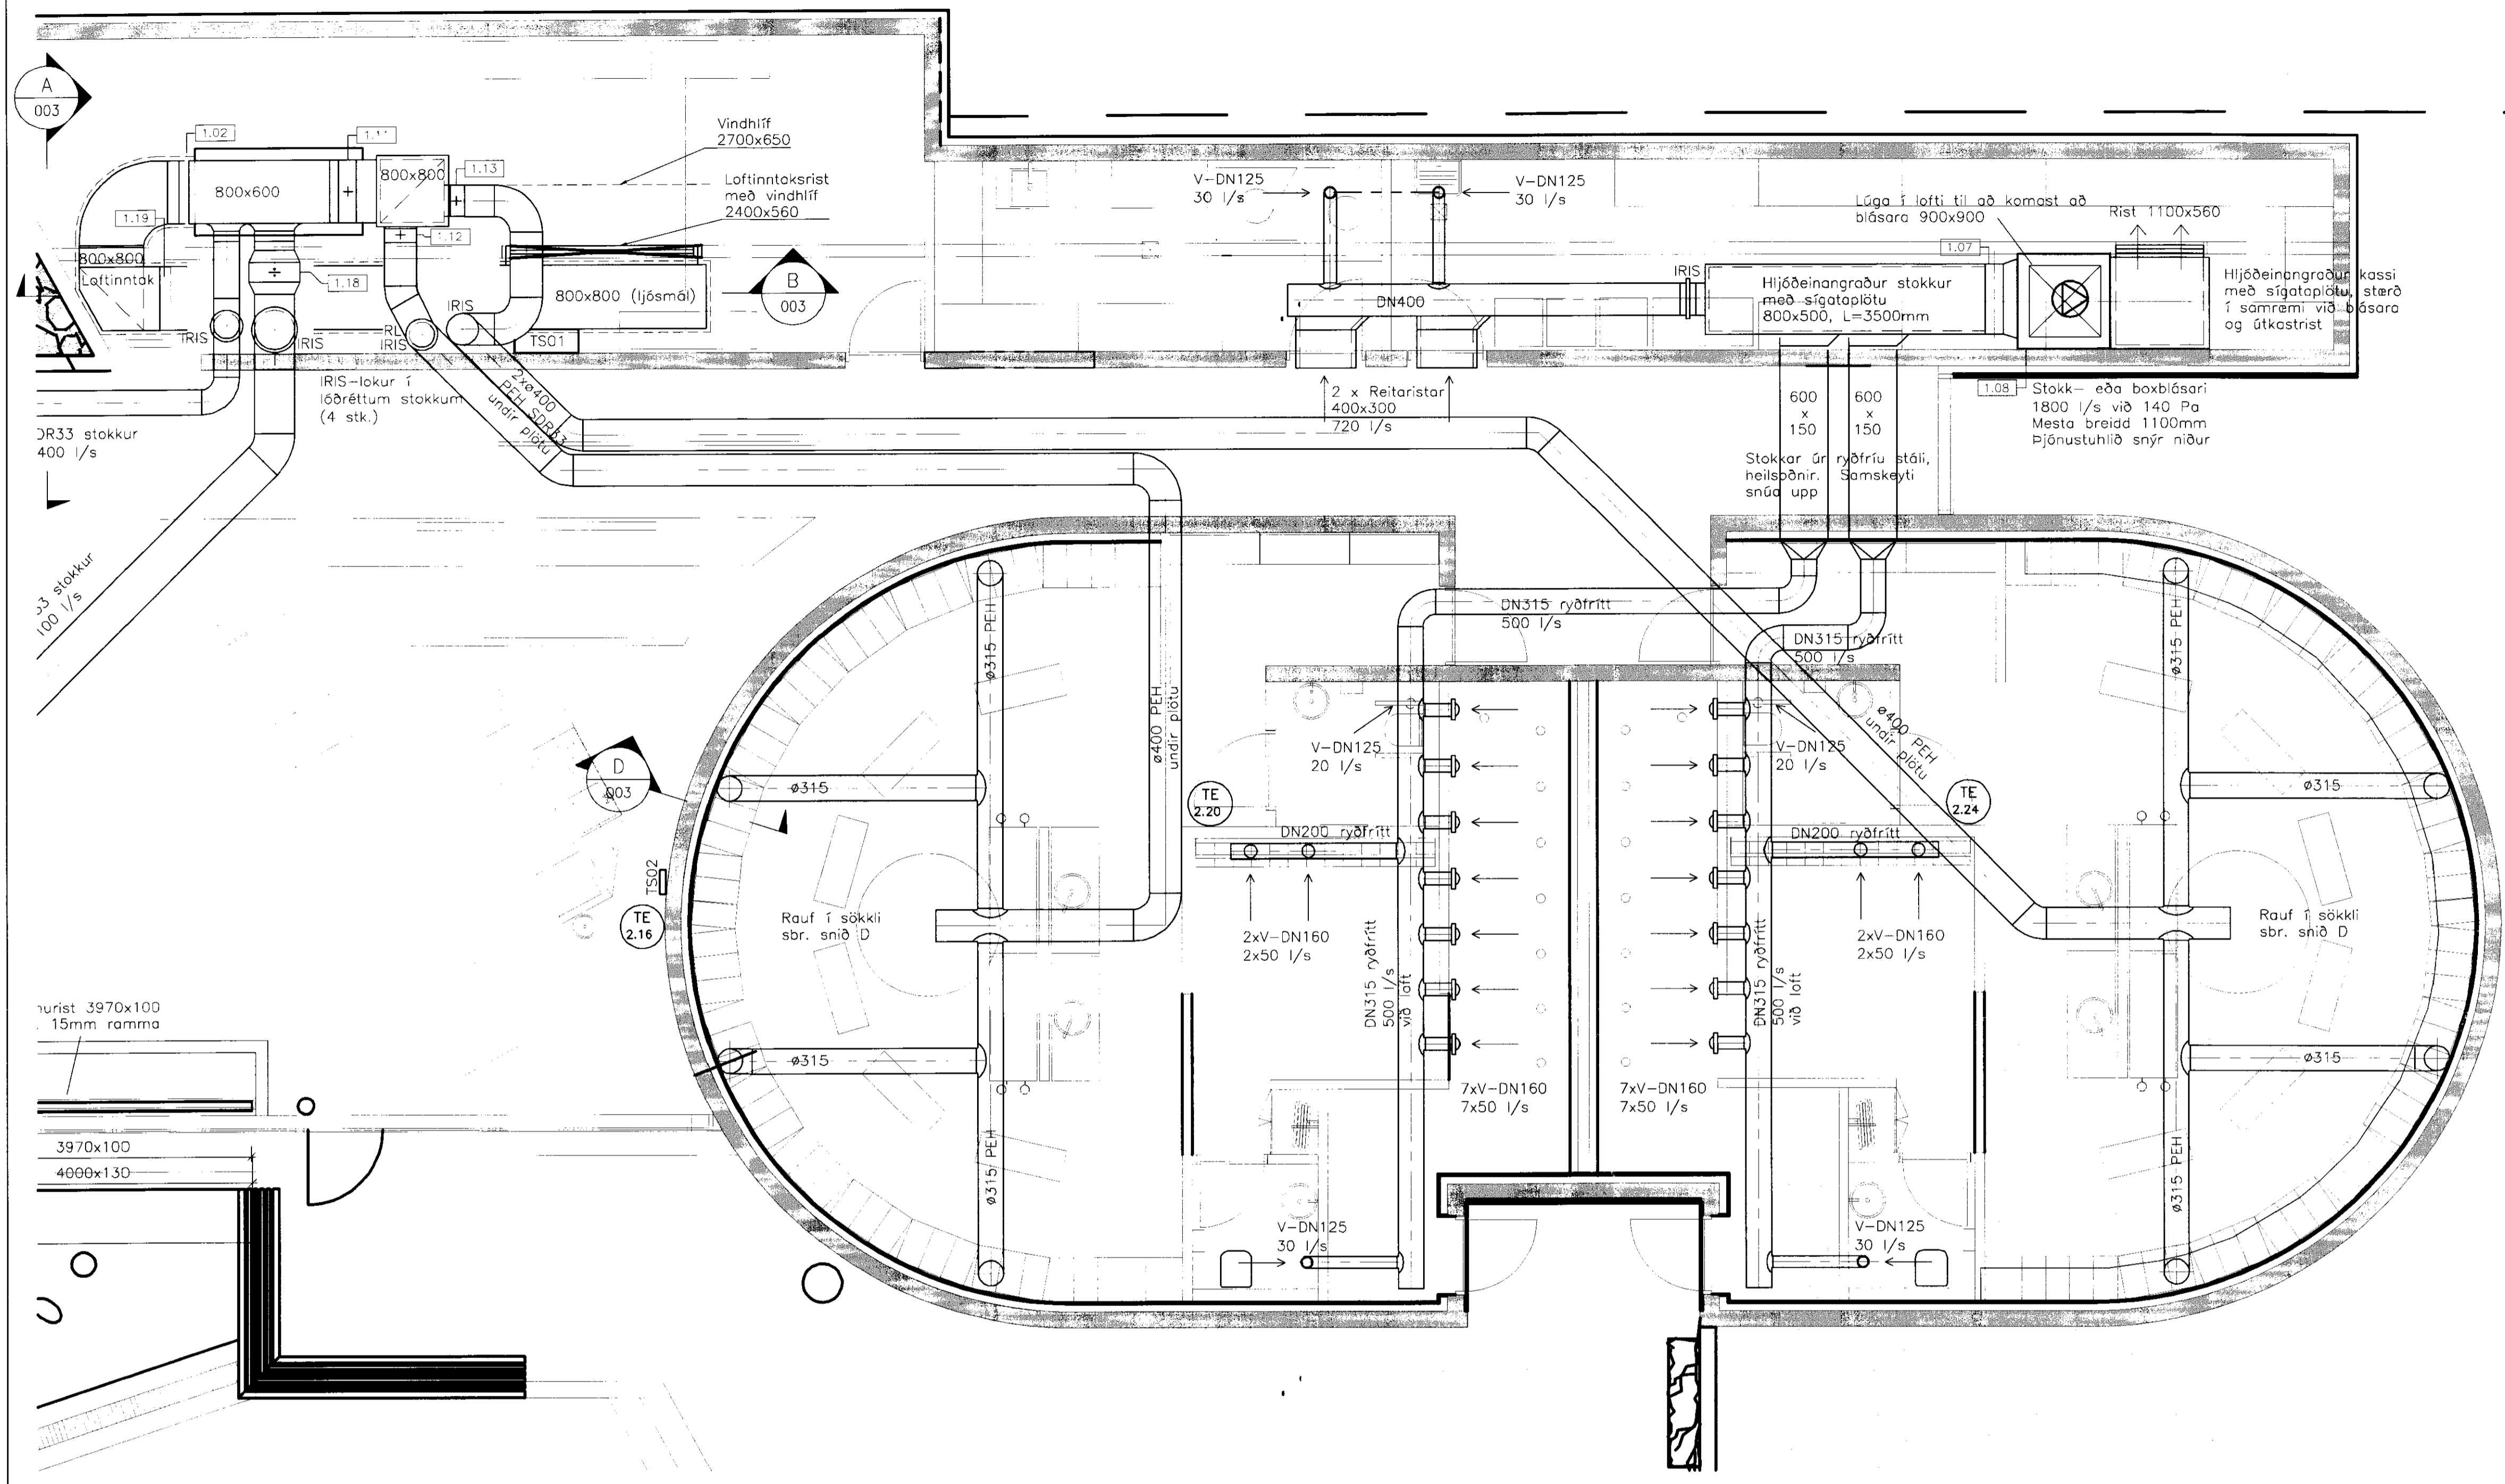 A
003
1.02
1.11
800x600
800x800
1.13
1.19
1.12
800x800
Loftinntak
1.18
IRIS
IRIS
RL
IRIS
IRIS
Vindhlíf
2700x650
Loftinntaksrist
með vindhlíf
2400x560
800x800 (ljósmál)
TS01
B
003
V-DN125
30 l/s
V-DN125
30 l/s
DN400
IRIS
Lúga í lofti til að komast að
blásara 900x900
Rist 1100x560
1.07
Hljóðeinangraður stokkur
með sígataplötu
800x500, L=3500mm
Hljóðeinangraður kassi
með sígataplötu, stærð
í samræmi við blásara
og útkastrist
IRIS-lokur í
lóðréttum stokkum
(4 stk.)
2xø400
PEH SDR33
undir plötu
2 x Reitaristar
400x300
720 l/s
600
x
150
600
x
150
1.08
Stokk- eða boxblásari
1800 l/s við 140 Pa
Mesta breidd 1100mm
Þjónustuhlið snýr niður
DR33 stokkur
400 l/s
Stokkar úr ryðfríu stáli,
heilsoðnir. Samskeyti
snúa upp
33 stokkur
100 l/s
DN315 ryðfrítt
500 l/s
DN315 ryðfrítt
500 l/s
ø315 PEH
ø400 PEH
undir plötu
ø400 PEH
undir plötu
ø315 PEH
V-DN125
20 l/s
V-DN125
20 l/s
D
003
ø315
TE
2.20
TE
2.24
ø315
DN200 ryðfrítt
DN200 ryðfrítt
TS02
TE
2.16
Rauf í sökkli
sbr. snið D
2xV-DN160
2x50 l/s
2xV-DN160
2x50 l/s
Rauf í sökkli
sbr. snið D
DN315 ryðfrítt
500 l/s
við loft
DN315 ryðfrítt
500 l/s
við loft
urist 3970x100
15mm ramma
ø315
ø315
7xV-DN160
7x50 l/s
7xV-DN160
7x50 l/s
3970x100
4000x130
ø315 PEH
ø315 PEH
V-DN125
30 l/s
V-DN125
30 l/s